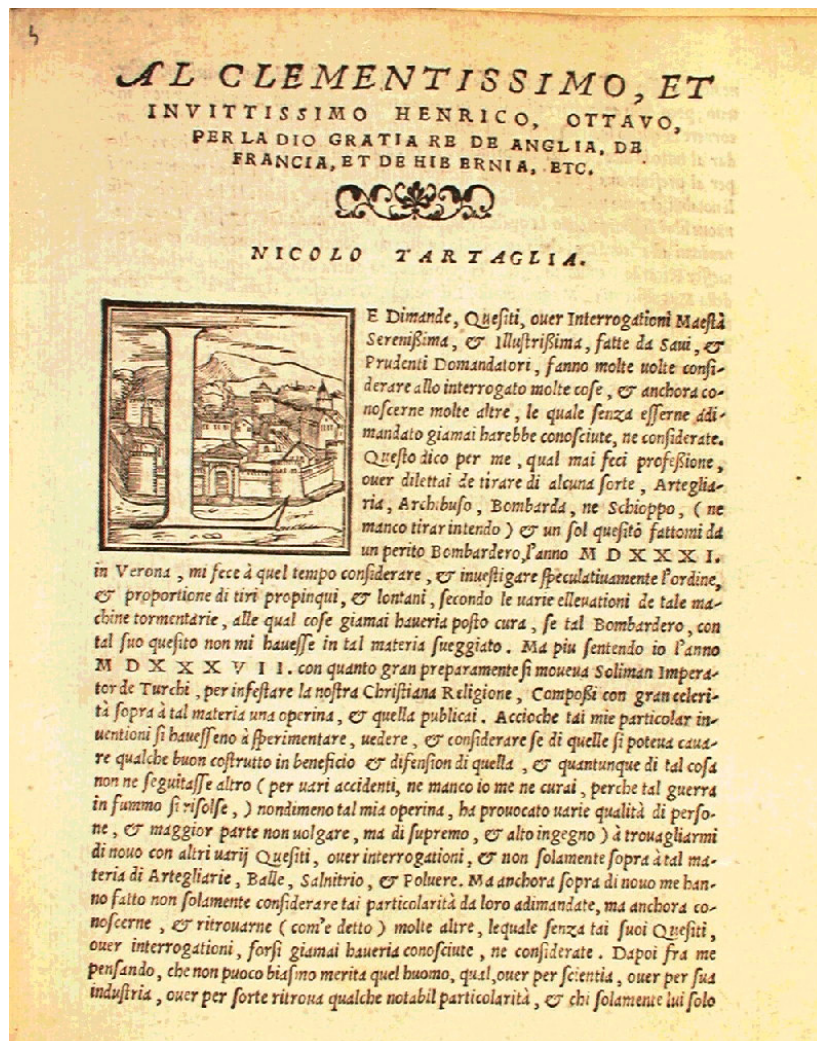 5
AL CLEMENTISSIMO, ET
INVITTISSIMO HENRICO, OTTAVO,
PER LA DIO GRATIA RE DE ANGLIA, DE
FRANCIA, ET DE HIBERNIA, ETC.
NICOLO TARTAGLIA.
LE Dimande, Queſiti, ouer Interrogationi Maeſtà
Sereniſsima, & Illuſtriſsima, fatte da Saui, &
Prudenti Domandatori, fanno molte uolte conſi-
derare allo interrogato molte coſe, & anchora co-
noſcerne molte altre, le quale ſenza eſſerne adi-
mandato giamai harebbe conoſciute, ne conſiderate.
Queſto dico per me, qual mai feci profeſsione,
ouer dilettai de tirare di alcuna ſorte, Arteglia-
ria, Archibuſo, Bombarda, ne Schioppo, (ne
manco tirar intendo) & un ſol queſito fattomi da
un perito Bombardero, l'anno M D X X X I.
in Verona, mi fece à quel tempo conſiderare, & inueſtigare ſpeculatiuamente l'ordine,
& proportione di tiri propinqui, & lontani, ſecondo le uarie elleuationi de tale ma-
chine tormentarie, alle qual coſe giamai haueria poſto cura, ſe tal Bombardero, con
tal ſuo queſito non mi haueſſe in tal materia ſueggiato. Ma piu ſentendo io l'anno
M D X X X V I I. con quanto gran preparamente ſi moueua Soliman Impera-
tor de Turchi, per infeſtare la noſtra Chriſtiana Religione, Compoſsi con gran celeri-
tà ſopra à tal materia una operina, & quella publicai. Accioche tai mie particolar in-
uentioni ſi haueſſeno à ſperimentare, uedere, & conſiderare ſe di quelle ſi poteua caua-
re qualche buon coſtrutto in beneficio & difenſion di quella, & quantunque di tal coſa
non ne ſeguitaſſe altro (per uari accidenti, ne manco io me ne curai, perche tal guerra
in fummo ſi riſolſe,) nondimeno tal mia operina, ha prouocato uarie qualità di perſo-
ne, & maggior parte non uolgare, ma di ſupremo, & alto ingegno) à trouagliarmi
di nouo con altri uarij Queſiti, ouer interrogationi, & non ſolamente ſopra à tal ma-
teria di Artegliarie, Balle, Salnitrio, & Poluere. Ma anchora ſopra di nouo me han-
no fatto non ſolamente conſiderare tai particolarità da loro adimandate, ma anchora co-
noſcerne, & ritrouarne (com'e detto) molte altre, lequale ſenza tai ſuoi Queſiti,
ouer interrogationi, forſi giamai haueria conoſciute, ne conſiderate. Dapoi fra me
penſando, che non puoco biaſmo merita quel huomo, qual, ouer per ſcientia, ouer per ſua
induſtria, ouer per ſorte ritroua qualche notabil particolarità, & chi ſolamente lui ſolo